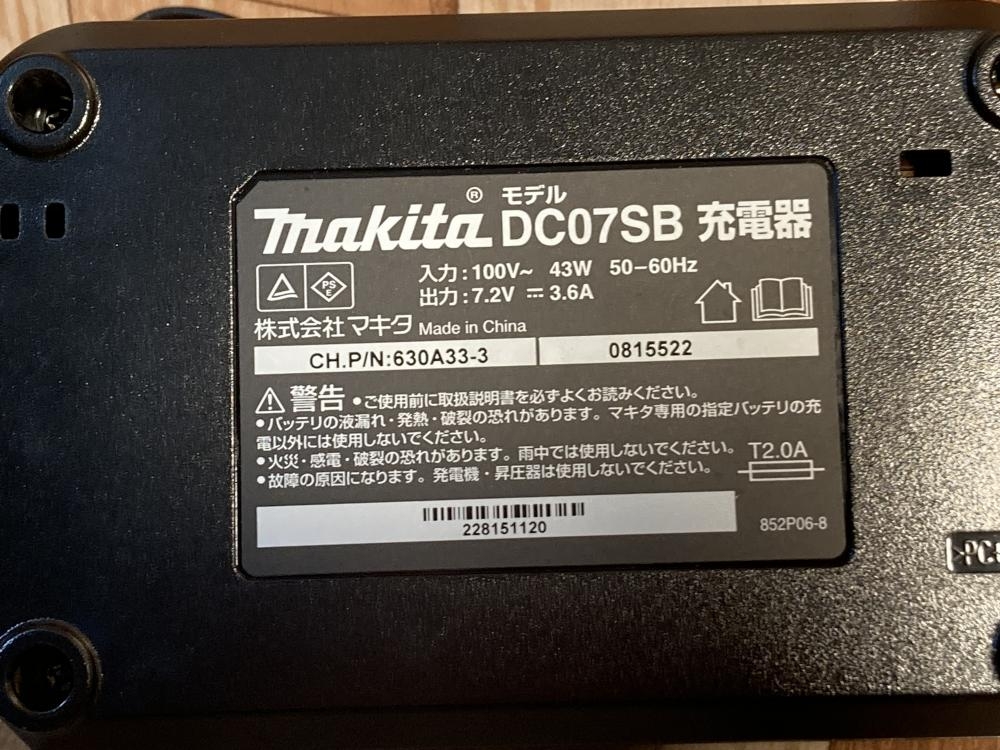 makita® モデル DC07SB 充電器
入力:100V~ 43W 50-60Hz
出力:7.2V ⎓ 3.6A
PS
E
株式会社 マキタ Made in China
CH.P/N:630A33-3 0815522
⚠ 警告 ●ご使用前に取扱説明書を必ずよくお読みください。
●バッテリの液漏れ・発熱・破裂の恐れがあります。マキタ専用の指定バッテリの充
電以外には使用しないでください。
●火災・感電・破裂の恐れがあります。雨中では使用しないでください。
●故障の原因になります。発電機・昇圧器は使用しないでください。
T2.0A
228151120
852P06-8
>PC